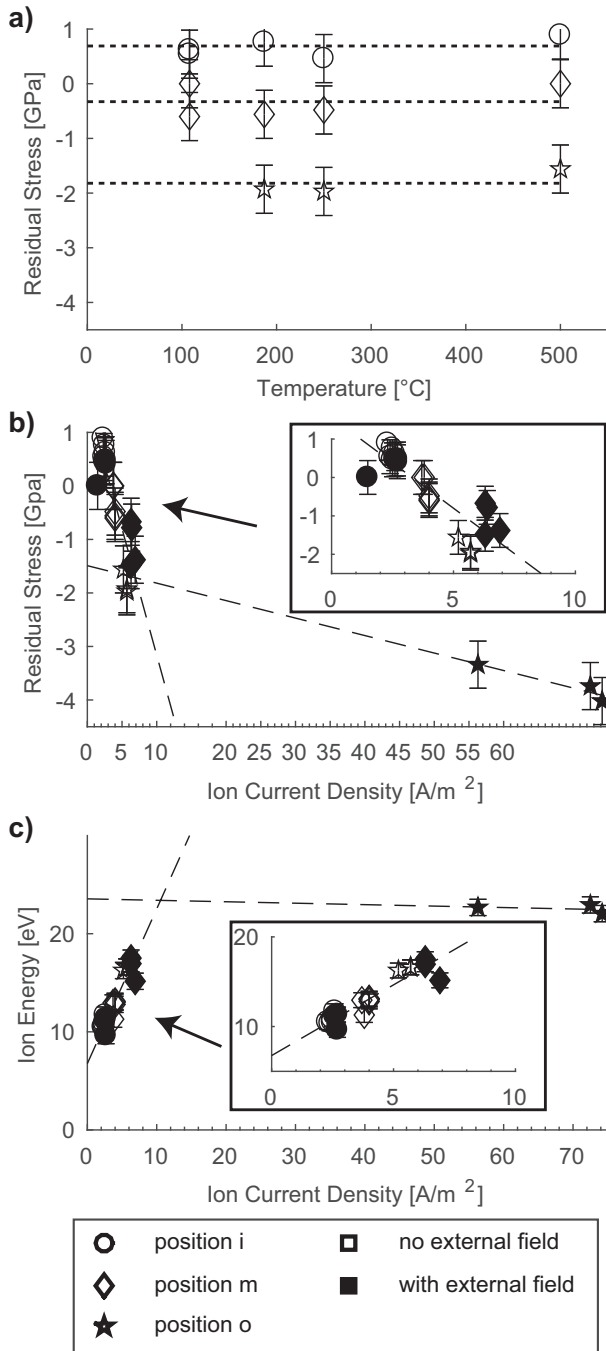 a)
1
0
-1
-2
-3
-4
Residual Stress [GPa]
0 100 200 300 400 500
Temperature [°C]
b)
1
0
-1
-2
-3
-4
Residual Stress [Gpa]
1
0
-1
-2
0 5 10
0 5 20 25 30 35 40 45 50 55 60
Ion Current Density [A/m 2]
c)
20
10
0
Ion Energy [eV]
20
10
0 5 10
0 10 20 30 40 50 60 70
Ion Current Density [A/m 2]
position i no external field
position m with external field
position o